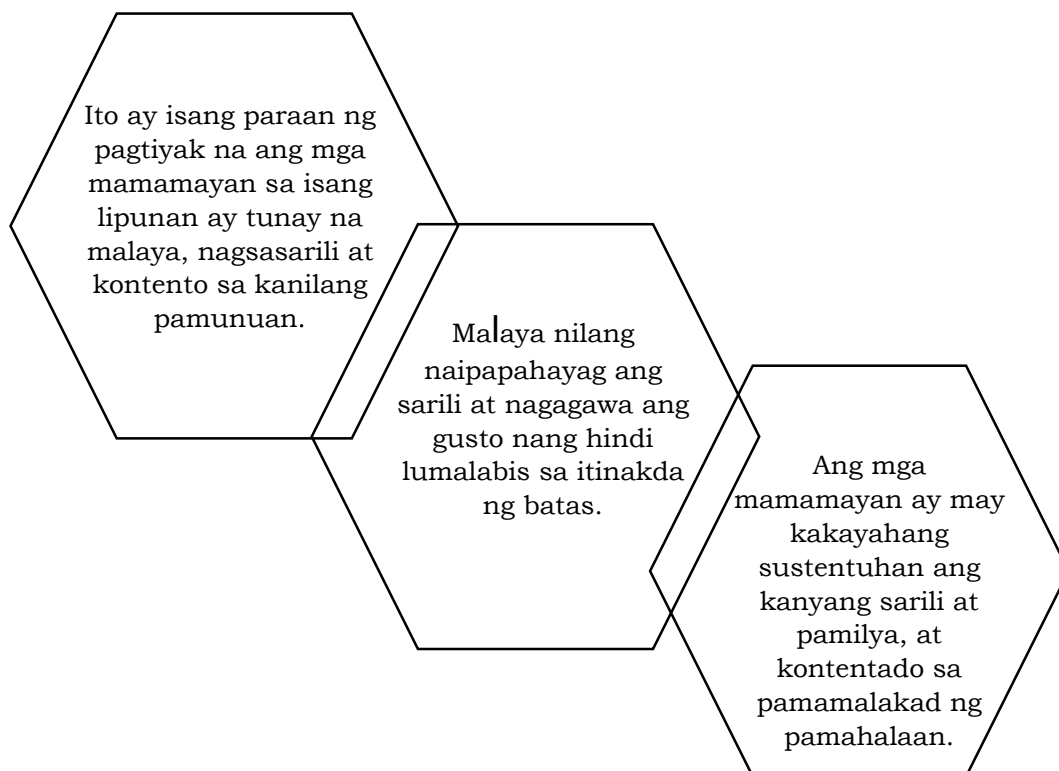 Ito ay isang paraan ng
pagtiyak na ang mga
mamamayan sa isang
lipunan ay tunay na
malaya, nagsasarili at
kontento sa kanilang
pamunuan.
Malaya nilang
naipapahayag ang
sarili at nagagawa ang
gusto nang hindi
lumalabis sa itinakda
ng batas.
Ang mga
mamamayan ay may
kakayahang
sustentuhan ang
kanyang sarili at
pamilya, at
kontentado sa
pamamalakad ng
pamahalaan.